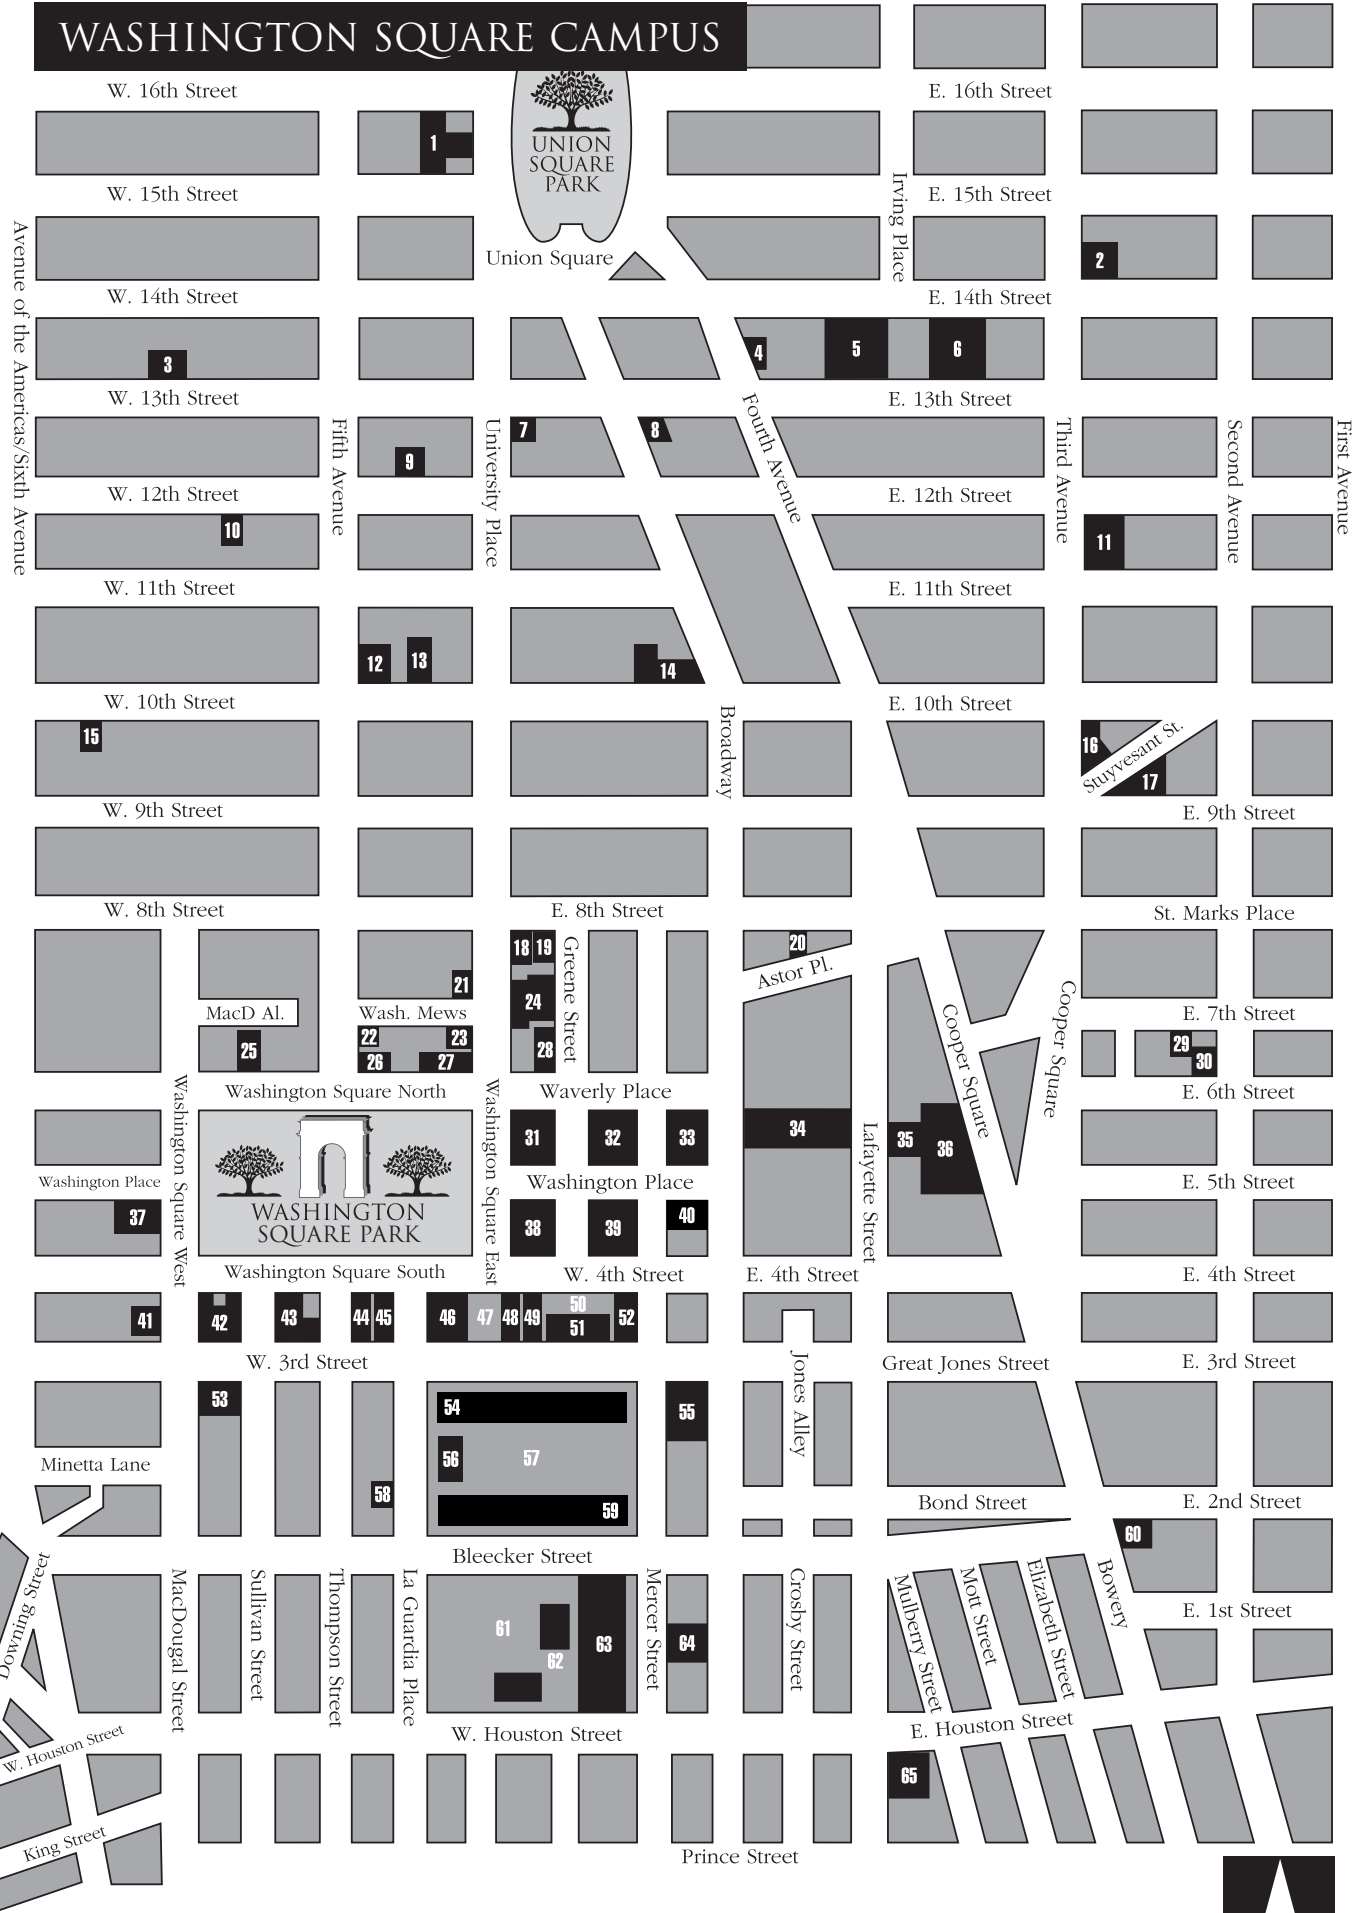 WASHINGTON SQUARE CAMPUS
W. 16th Street
E. 16th Street
1
UNION
SQUARE
PARK
W. 15th Street
E. 15th Street
Irving Place
Avenue of the Americas/Sixth Avenue
Union Square
2
W. 14th Street
E. 14th Street
3
4
5
6
W. 13th Street
E. 13th Street
Fifth Avenue
University Place
Fourth Avenue
Third Avenue
Second Avenue
First Avenue
7
8
9
W. 12th Street
E. 12th Street
10
11
W. 11th Street
E. 11th Street
12
13
14
W. 10th Street
E. 10th Street
Broadway
15
16
Stuyvesant St.
17
W. 9th Street
E. 9th Street
W. 8th Street
E. 8th Street
St. Marks Place
18
19
Greene Street
20
Astor Pl.
21
24
MacD Al.
Wash. Mews
Cooper Square
Cooper Square
E. 7th Street
22
23
25
26
27
28
29
30
Washington Square North
Waverly Place
E. 6th Street
Washington Square West
Washington Square East
31
32
33
34
Lafayette Street
35
36
Washington Place
Washington Place
E. 5th Street
WASHINGTON
SQUARE PARK
37
38
39
40
Washington Square South
W. 4th Street
E. 4th Street
E. 4th Street
41
42
43
44
45
46
47
48
49
50
51
52
W. 3rd Street
Jones Alley
Great Jones Street
E. 3rd Street
53
54
55
56
57
58
59
Minetta Lane
Bond Street
E. 2nd Street
60
Bleecker Street
Downing Street
MacDougal Street
Sullivan Street
Thompson Street
La Guardia Place
Mercer Street
Crosby Street
Mulberry Street
Mott Street
Elizabeth Street
Bowery
E. 1st Street
61
62
63
64
W. Houston Street
W. Houston Street
E. Houston Street
65
King Street
Prince Street